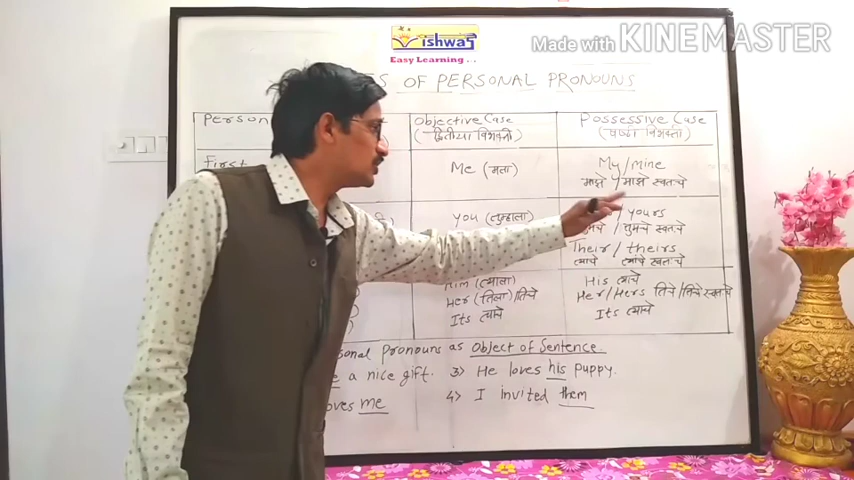 Vishwas
Easy Learning ...
Made with KINEMASTER
OF PERSONAL PRONOUNS
Person
Objective Case
(द्वितीया विभक्ती)
Possessive Case
(षष्ठी विभक्ती)
First
Me (मला)
My / Mine
माझे / माझे स्वतःचे
You (तुम्हाला)
/ yours
/ तुमचे स्वतःचे
Their / theirs
त्यांचे / त्यांचे स्वतःचे
Him (त्याला)
Her (तिला) / तिचे
Its त्याचे
His त्याचे
Her / Hers तिचे / तिचे स्वतःचे
Its त्याचे
Pronouns as Object of Sentence.
a nice gift.
3> He loves his puppy.
loves me
4> I invited them